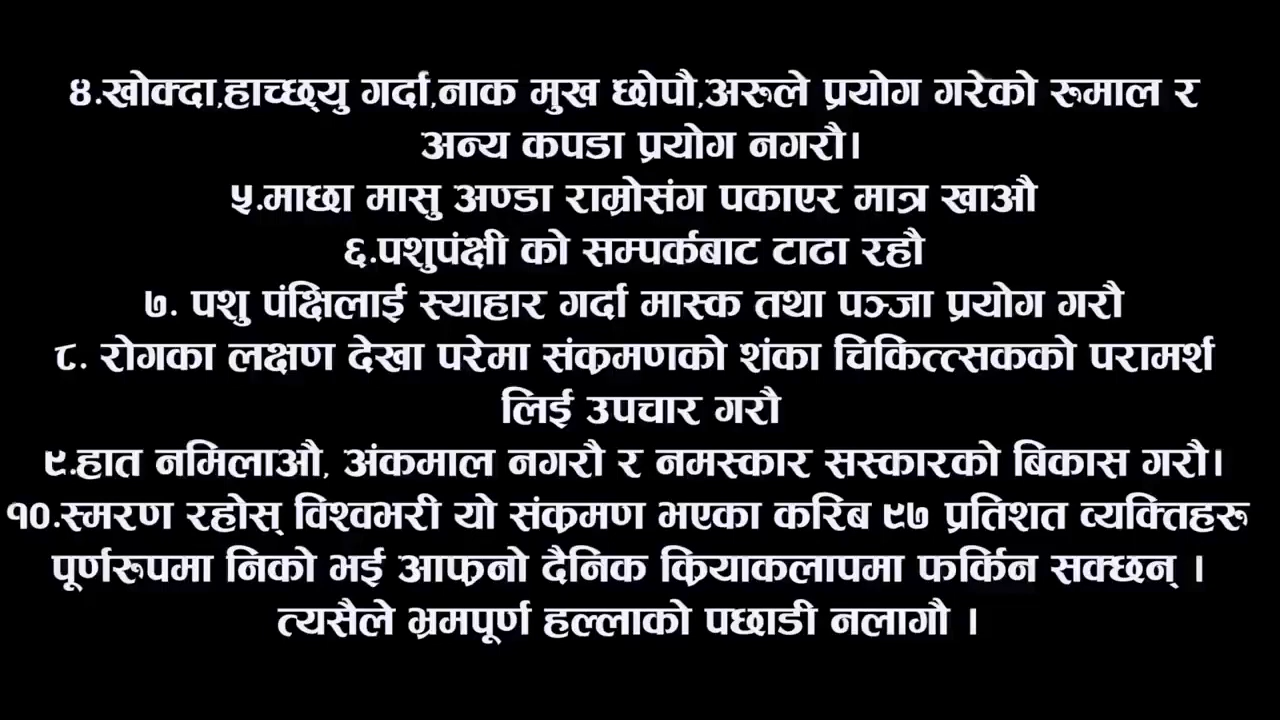 ४.खोक्दा,हाच्छ्यु गर्दा,नाक मुख छोपौ,अरुले प्रयोग गरेको रुमाल र
अन्य कपडा प्रयोग नगरौ।
५.माछा मासु अण्डा राम्रोसंग पकाएर मात्र खाऔ
६.पशुपंक्षी को सम्पर्कबाट टाढा रहौ
७. पशु पंक्षिलाई स्याहार गर्दा मास्क तथा पञ्जा प्रयोग गरौ
८. रोगका लक्षण देखा परेमा संक्रमणको शंका चिकित्त्सकको परामर्श
लिई उपचार गरौ
९.हात नमिलाऔ, अंकमाल नगरौ र नमस्कार सस्कारको बिकास गरौ।
१०.स्मरण रहोस् विश्वभरी यो संक्रमण भएका करिब ९७ प्रतिशत व्यक्तिहरु
पूर्णरुपमा निको भई आफ्नो दैनिक क्रियाकलापमा फर्किन सक्छन् ।
त्यसैले भ्रमपूर्ण हल्लाको पछाडी नलागौ ।